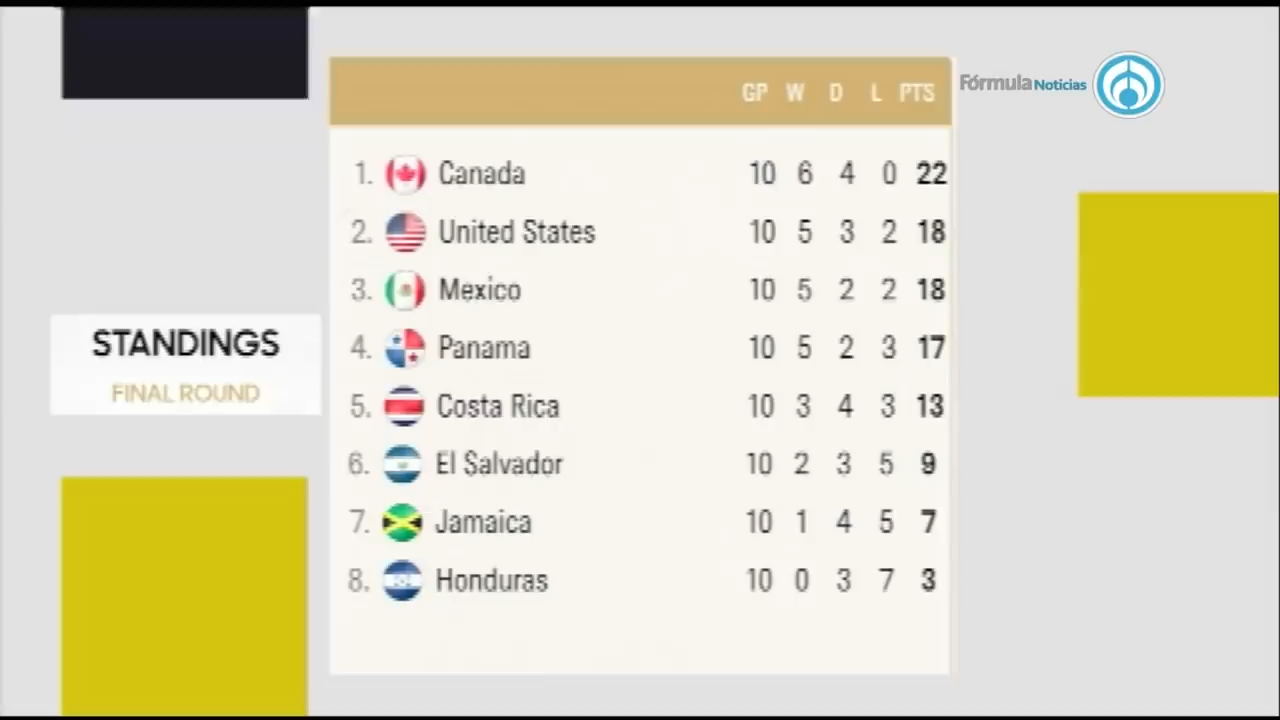 Fórmula Noticias
GP W D L PTS
1. Canada 10 6 4 0 22
2. United States 10 5 3 2 18
3. Mexico 10 5 2 2 18
4. Panama 10 5 2 3 17
5. Costa Rica 10 3 4 3 13
6. El Salvador 10 2 3 5 9
7. Jamaica 10 1 4 5 7
8. Honduras 10 0 3 7 3
STANDINGS
FINAL ROUND